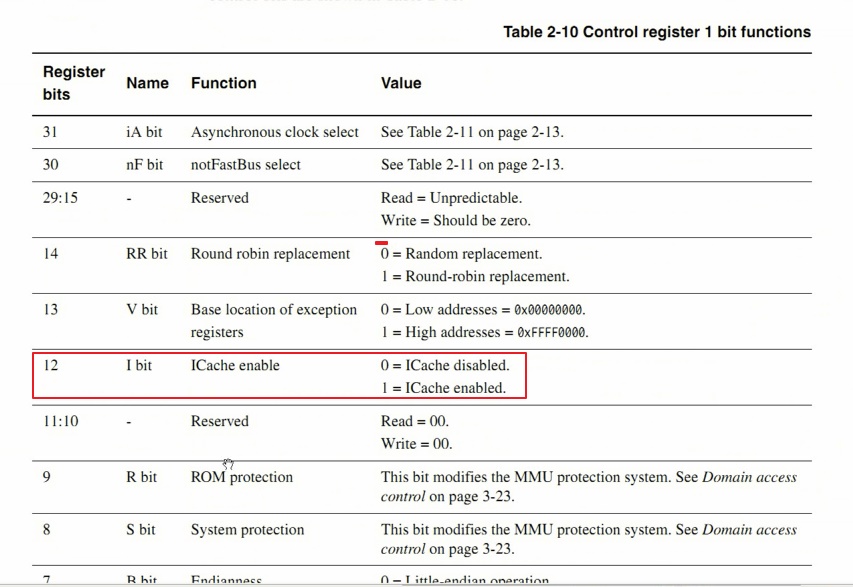 Table 2-10 Control register 1 bit functions
Register bits Name Function Value
31 iA bit Asynchronous clock select See Table 2-11 on page 2-13.
30 nF bit notFastBus select See Table 2-11 on page 2-13.
29:15 - Reserved Read = Unpredictable.
Write = Should be zero.
14 RR bit Round robin replacement 0 = Random replacement.
1 = Round-robin replacement.
13 V bit Base location of exception registers 0 = Low addresses = 0x00000000.
1 = High addresses = 0xFFFF0000.
12 I bit ICache enable 0 = ICache disabled.
1 = ICache enabled.
11:10 - Reserved Read = 00.
Write = 00.
9 R bit ROM protection This bit modifies the MMU protection system. See Domain access
control on page 3-23.
8 S bit System protection This bit modifies the MMU protection system. See Domain access
control on page 3-23.
7 B bit Endianness 0 = Little-endian operation